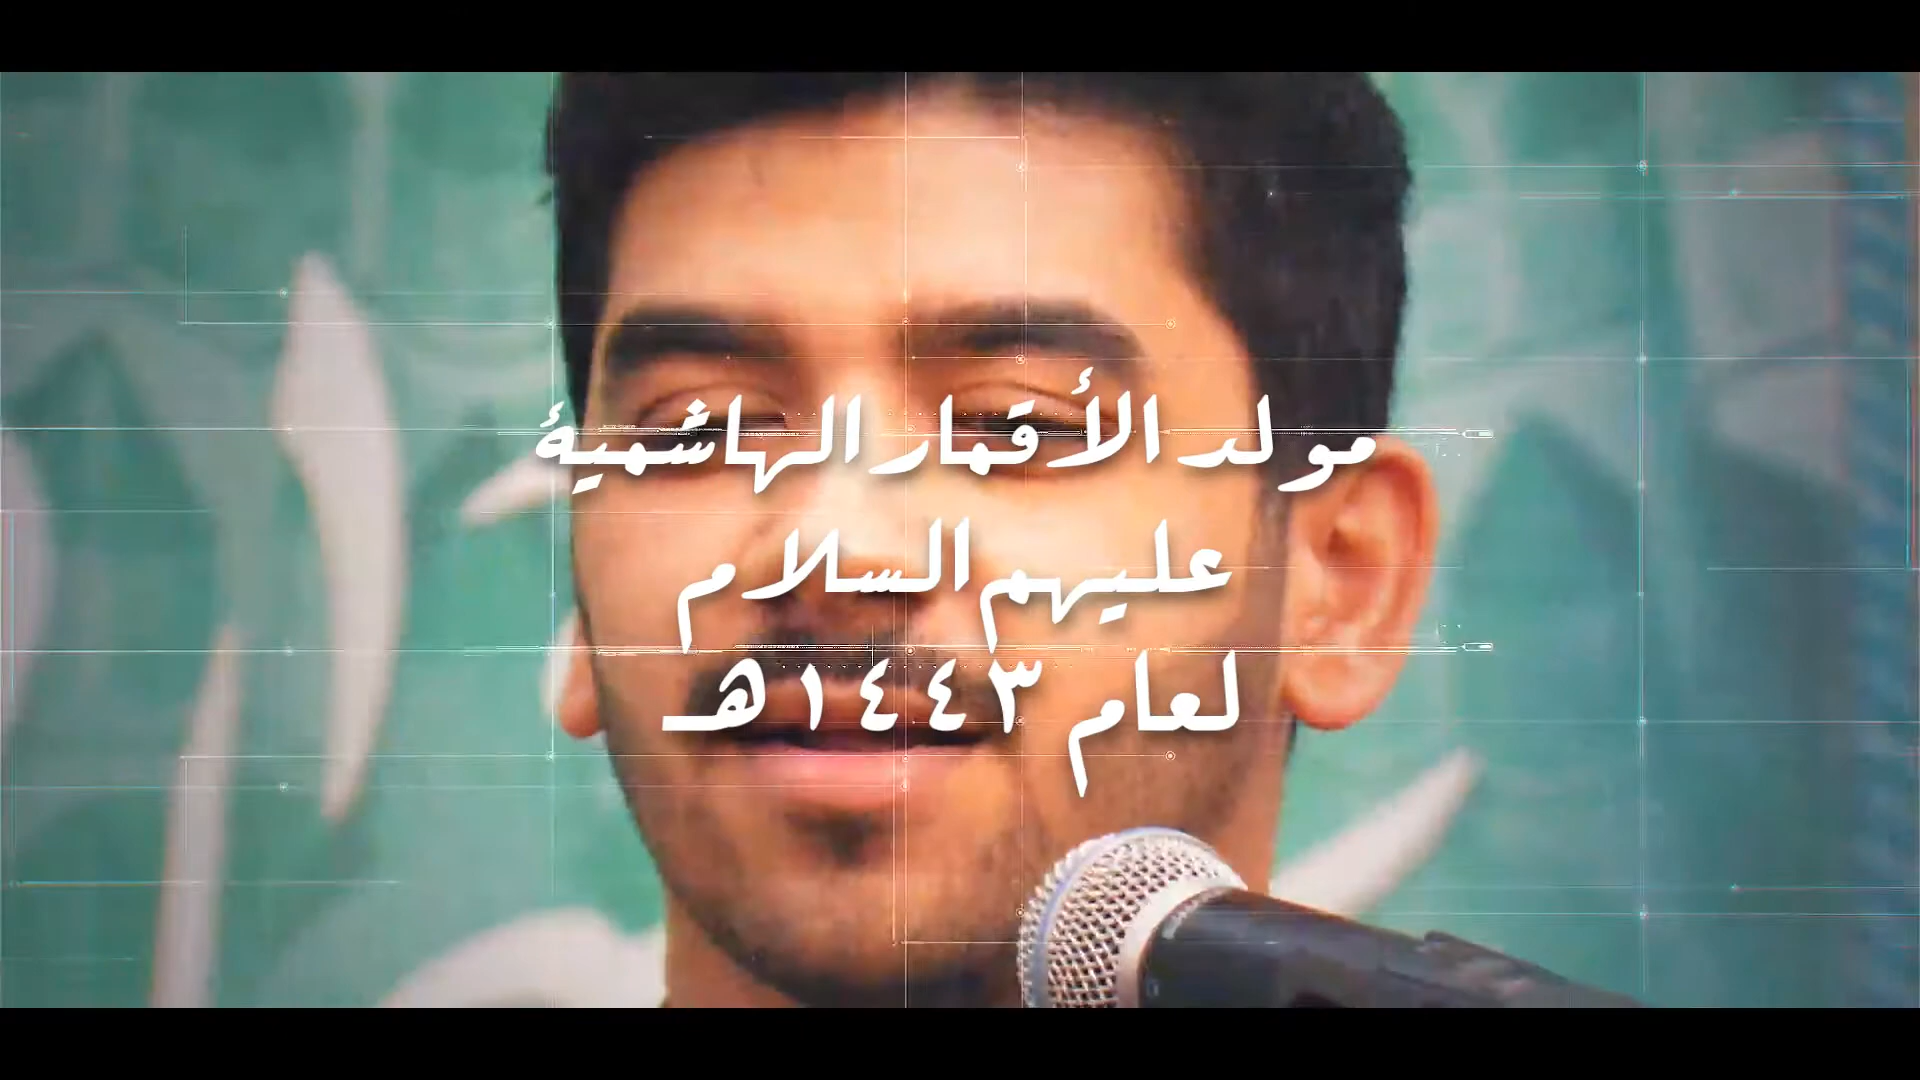 مولد الأقمار الهاشمية
عليهم السلام
لعام ١٤٤٣هـ